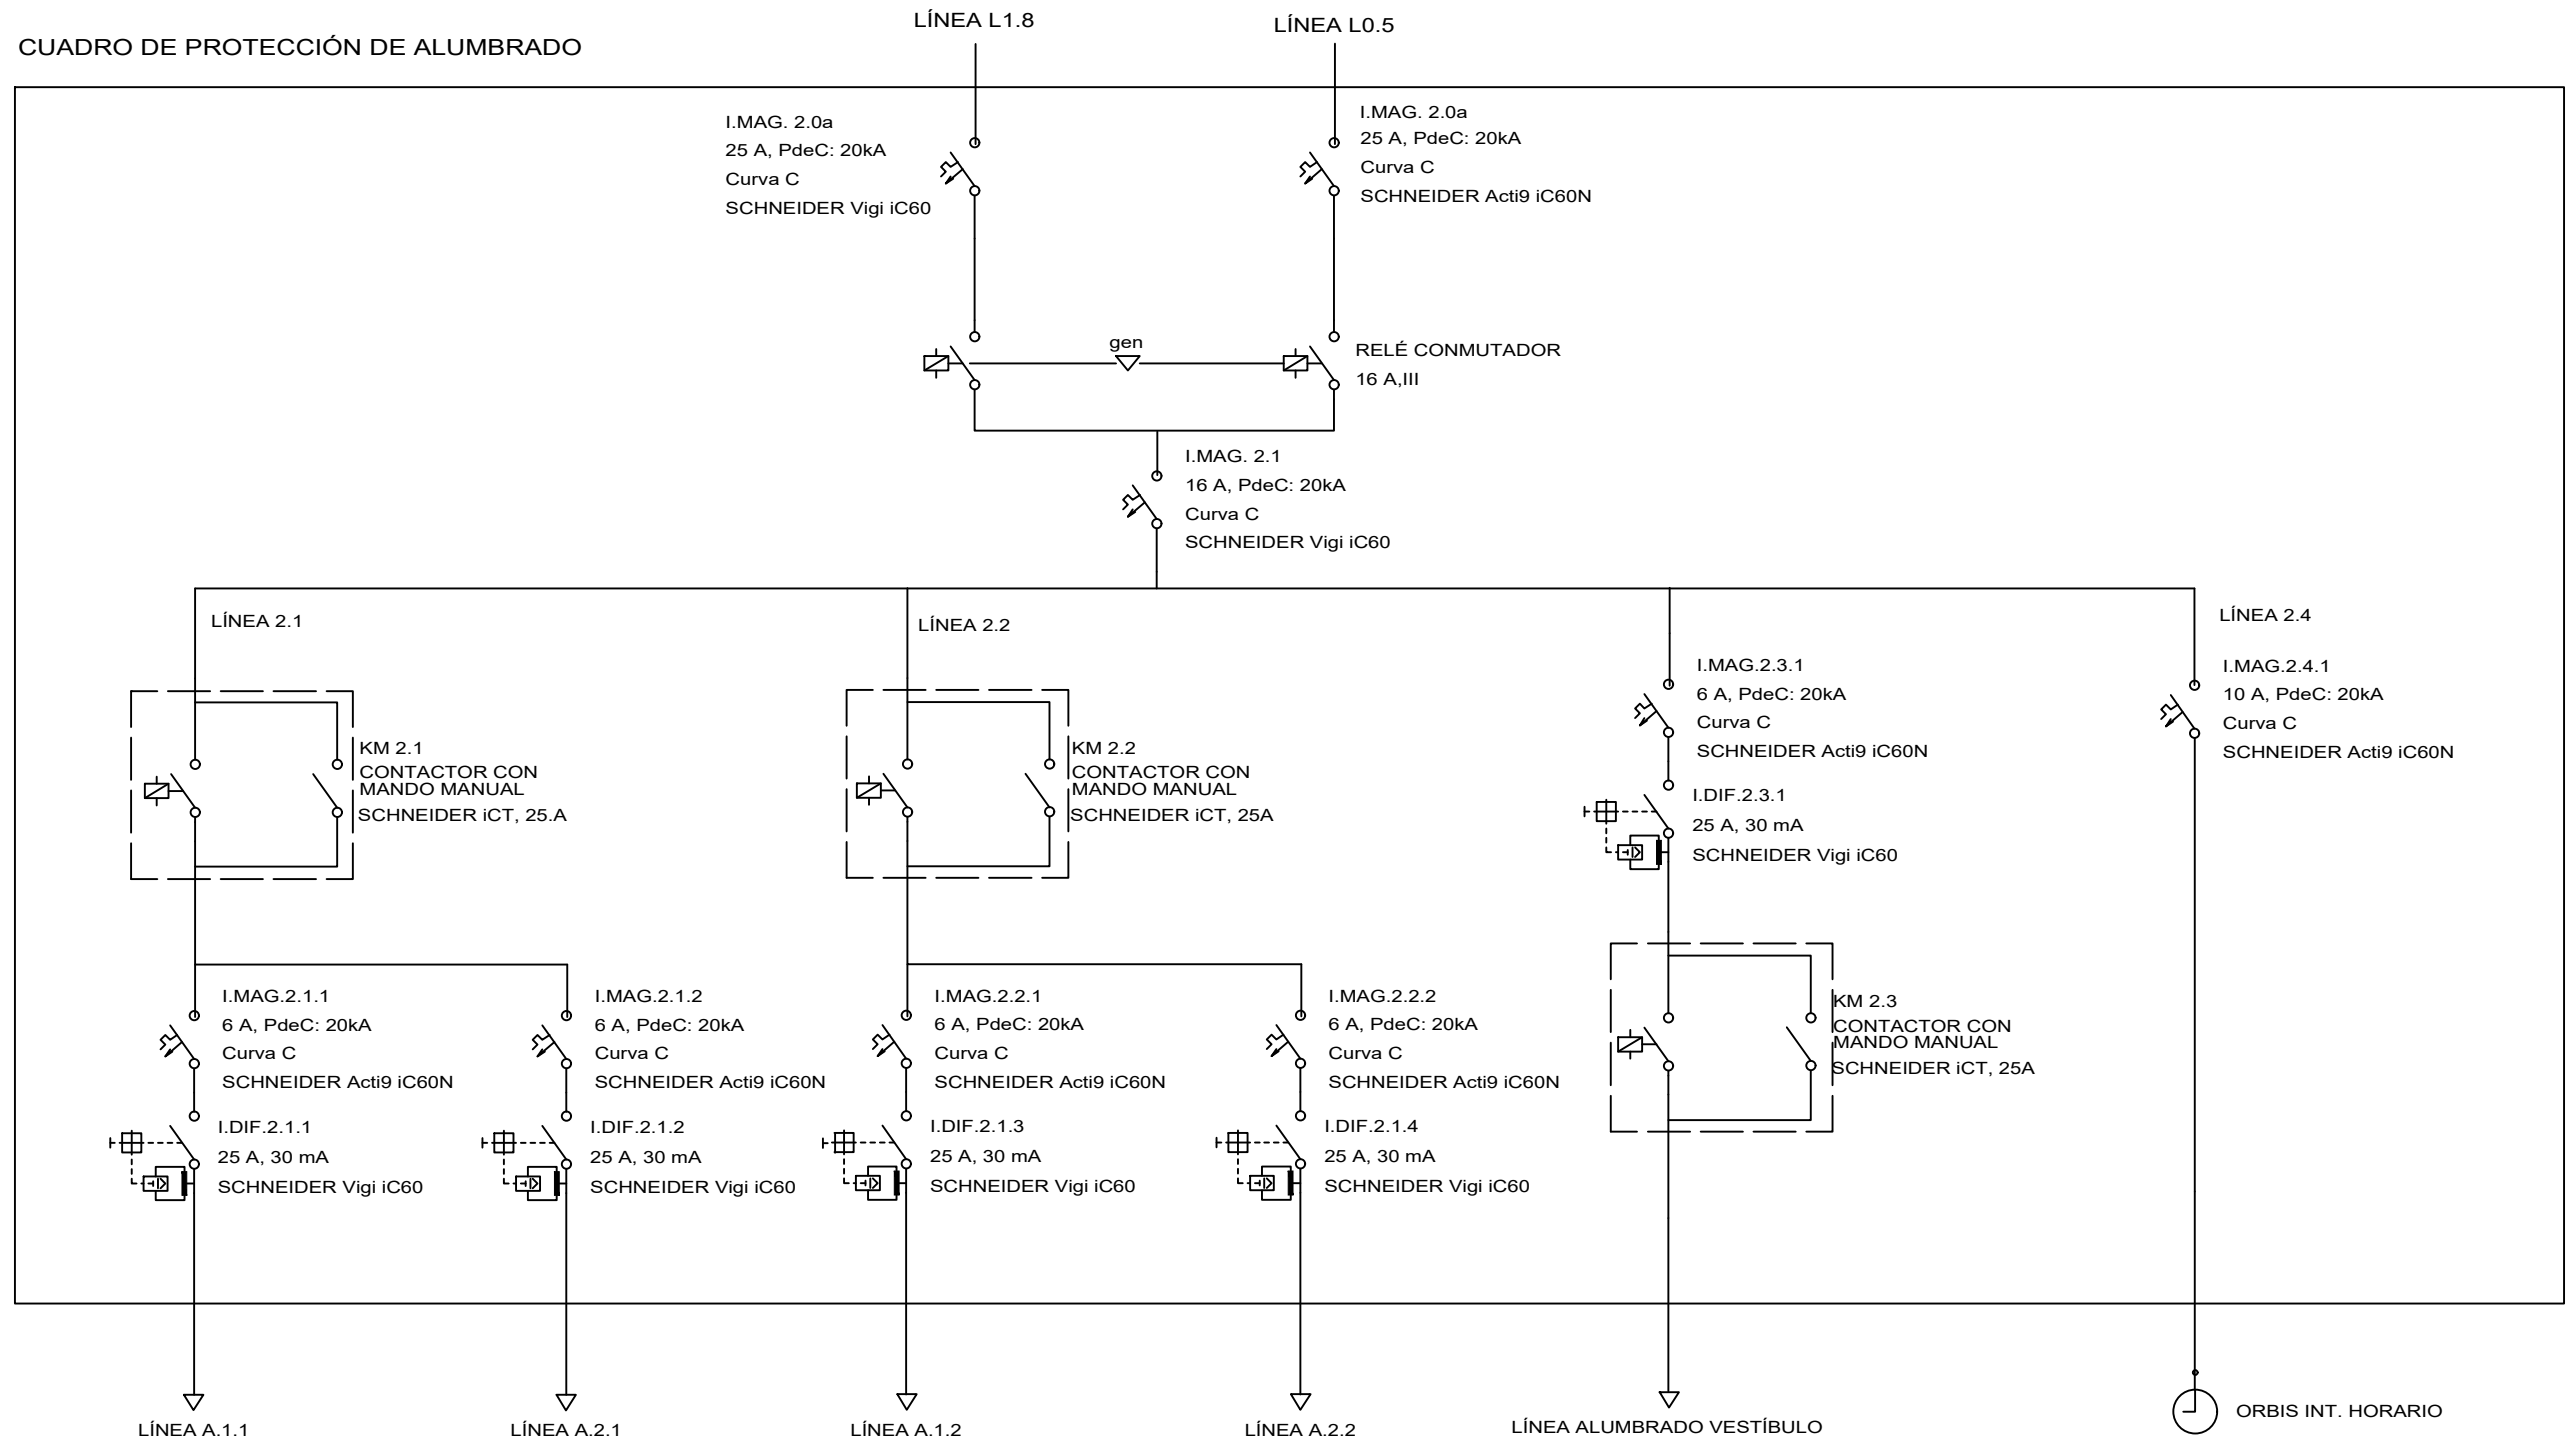 LÍNEA L1.8
LÍNEA L0.5
CUADRO DE PROTECCIÓN DE ALUMBRADO
I.MAG. 2.0a
25 A, PdeC: 20kA
Curva C
SCHNEIDER Vigi iC60
I.MAG. 2.0a
25 A, PdeC: 20kA
Curva C
SCHNEIDER Acti9 iC60N
gen
RELÉ CONMUTADOR
16 A,III
I.MAG. 2.1
16 A, PdeC: 20kA
Curva C
SCHNEIDER Vigi iC60
LÍNEA 2.1
LÍNEA 2.2
LÍNEA 2.4
KM 2.1
CONTACTOR CON
MANDO MANUAL
SCHNEIDER iCT, 25.A
KM 2.2
CONTACTOR CON
MANDO MANUAL
SCHNEIDER iCT, 25A
I.MAG.2.3.1
6 A, PdeC: 20kA
Curva C
SCHNEIDER Acti9 iC60N
I.DIF.2.3.1
25 A, 30 mA
SCHNEIDER Vigi iC60
I.MAG.2.4.1
10 A, PdeC: 20kA
Curva C
SCHNEIDER Acti9 iC60N
I.MAG.2.1.1
6 A, PdeC: 20kA
Curva C
SCHNEIDER Acti9 iC60N
I.DIF.2.1.1
25 A, 30 mA
SCHNEIDER Vigi iC60
I.MAG.2.1.2
6 A, PdeC: 20kA
Curva C
SCHNEIDER Acti9 iC60N
I.DIF.2.1.2
25 A, 30 mA
SCHNEIDER Vigi iC60
I.MAG.2.2.1
6 A, PdeC: 20kA
Curva C
SCHNEIDER Acti9 iC60N
I.DIF.2.1.3
25 A, 30 mA
SCHNEIDER Vigi iC60
I.MAG.2.2.2
6 A, PdeC: 20kA
Curva C
SCHNEIDER Acti9 iC60N
I.DIF.2.1.4
25 A, 30 mA
SCHNEIDER Vigi iC60
KM 2.3
CONTACTOR CON
MANDO MANUAL
SCHNEIDER iCT, 25A
LÍNEA A.1.1
LÍNEA A.2.1
LÍNEA A.1.2
LÍNEA A.2.2
LÍNEA ALUMBRADO VESTÍBULO
ORBIS INT. HORARIO